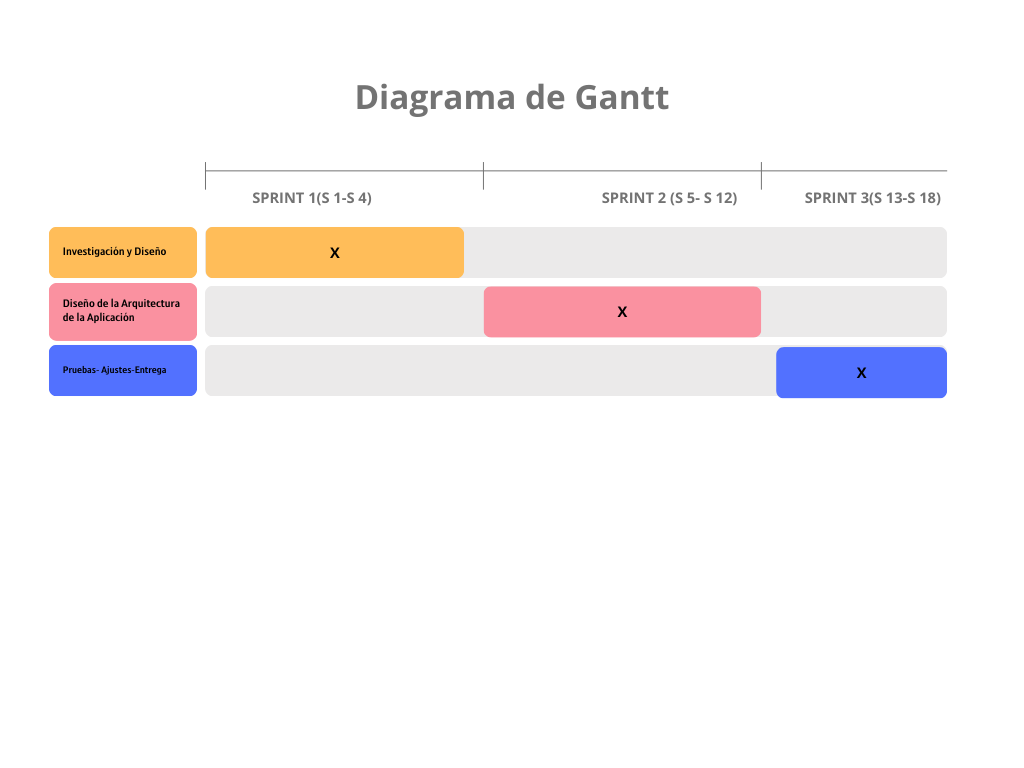 Diagrama de Gantt
SPRINT 1(S 1-S 4)
SPRINT 2 (S 5- S 12)
SPRINT 3(S 13-S 18)
Investigación y Diseño
X
Diseño de la Arquitectura
de la Aplicación
X
Pruebas- Ajustes-Entrega
X